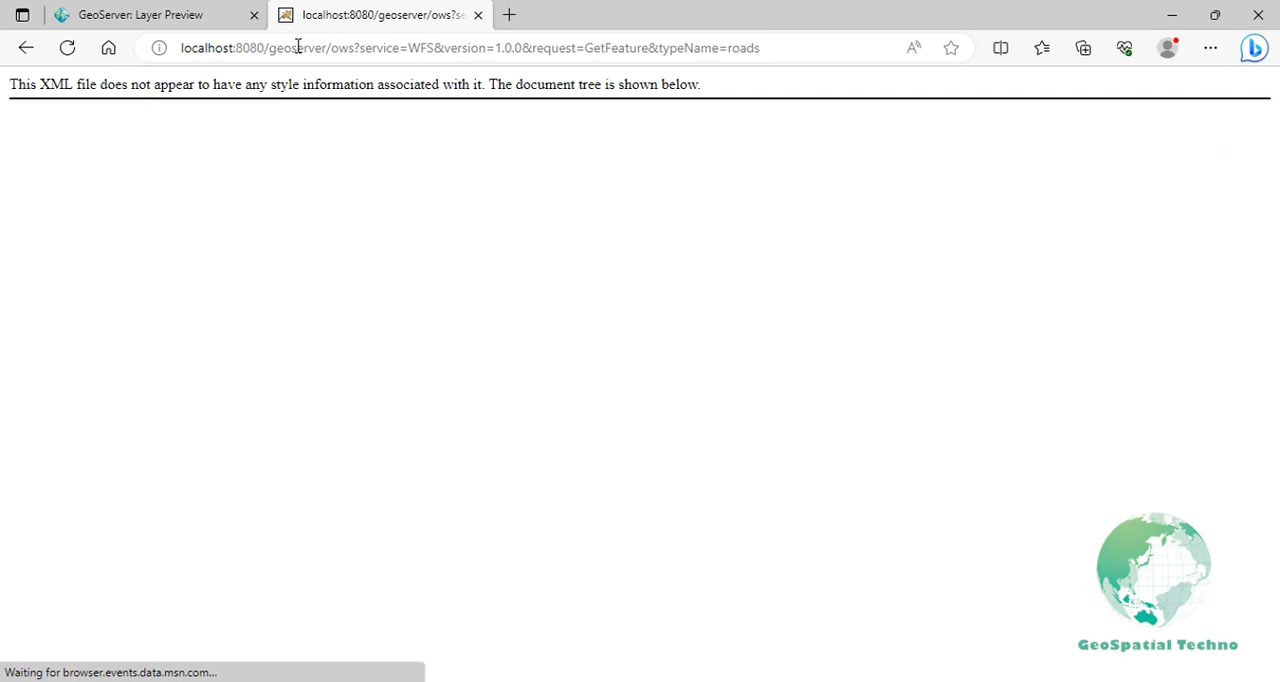 GeoServer: Layer Preview
localhost:8080/geoserver/ows?se
localhost:8080/geoserver/ows?service=WFS&version=1.0.0&request=GetFeature&typeName=roads
This XML file does not appear to have any style information associated with it. The document tree is shown below.
GeoSpatial Techno
Waiting for browser.events.data.msn.com...